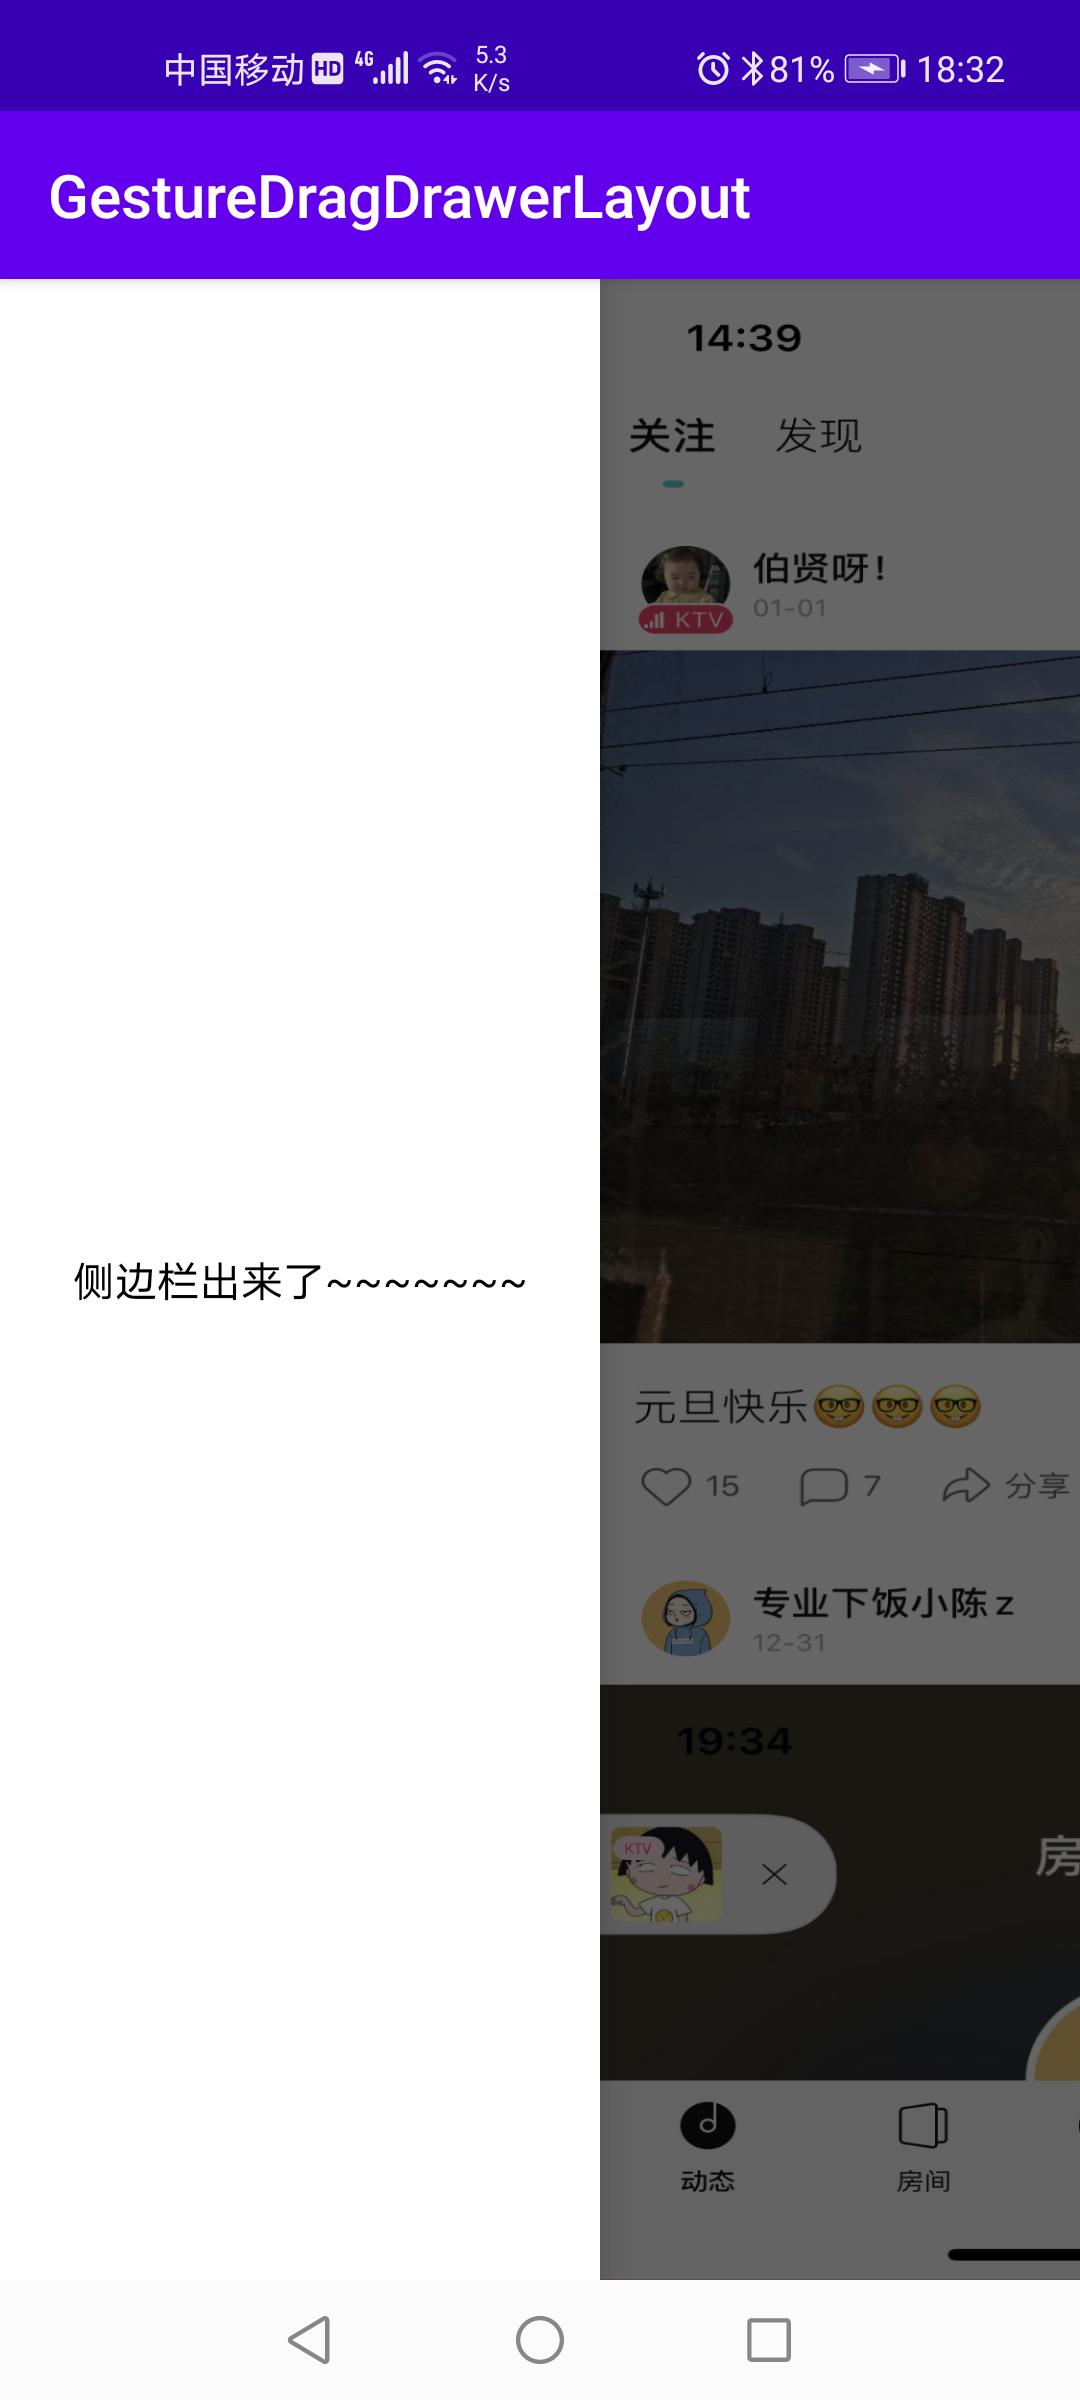 中国移动 HD 4G 5.3 K/s 81% 18:32
GestureDragDrawerLayout
14:39
关注 发现
伯贤呀!
01-01
KTV
侧边栏出来了~~~~~~~
元旦快乐🤓🤓🤓
15 7 分享
专业下饭小陈z
12-31
19:34
KTV
房
动态 房间